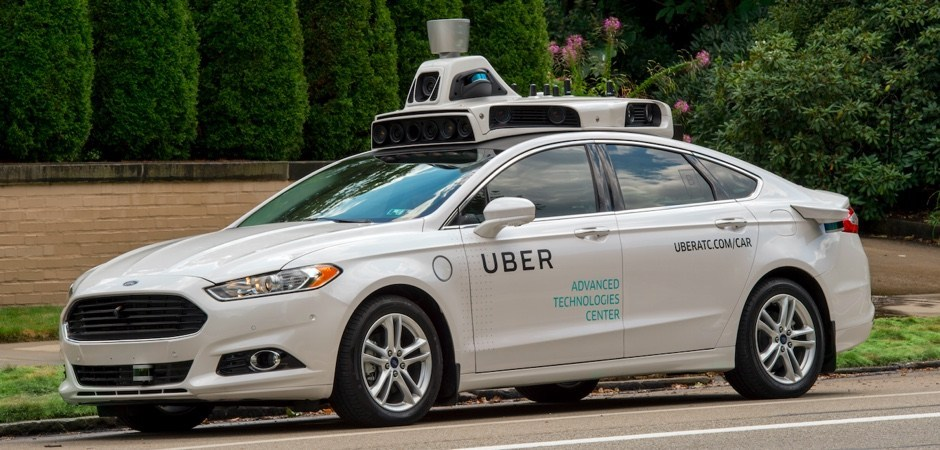 UBER
ADVANCED
TECHNOLOGIES
CENTER
UBERATC.COM/CAR